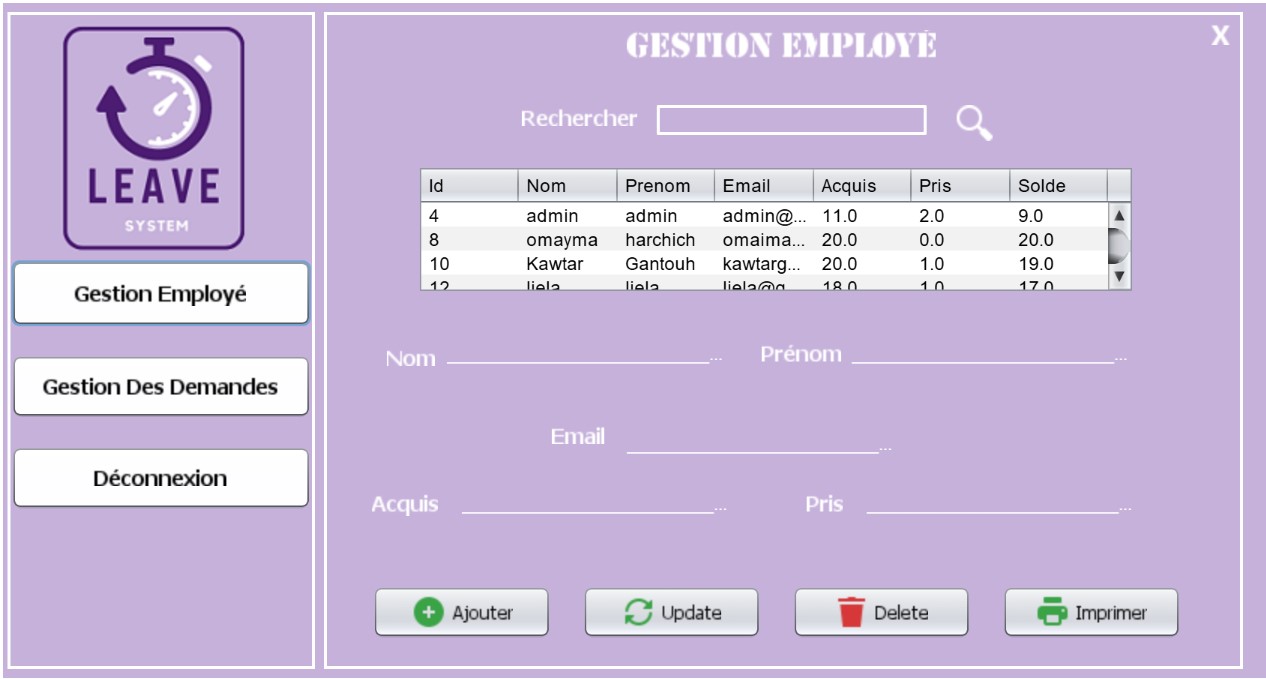 LEAVE
SYSTEM
Gestion Employé
Gestion Des Demandes
Déconnexion
GESTION EMPLOYÉ
X
Rechercher
Id Nom Prenom Email Acquis Pris Solde
4 admin admin admin@... 11.0 2.0 9.0
8 omayma harchich omaima... 20.0 0.0 20.0
10 Kawtar Gantouh kawtarg... 20.0 1.0 19.0
12 18.0 1.0 17.0
Nom ... Prénom ...
Email ...
Acquis ... Pris ...
Ajouter Update Delete Imprimer